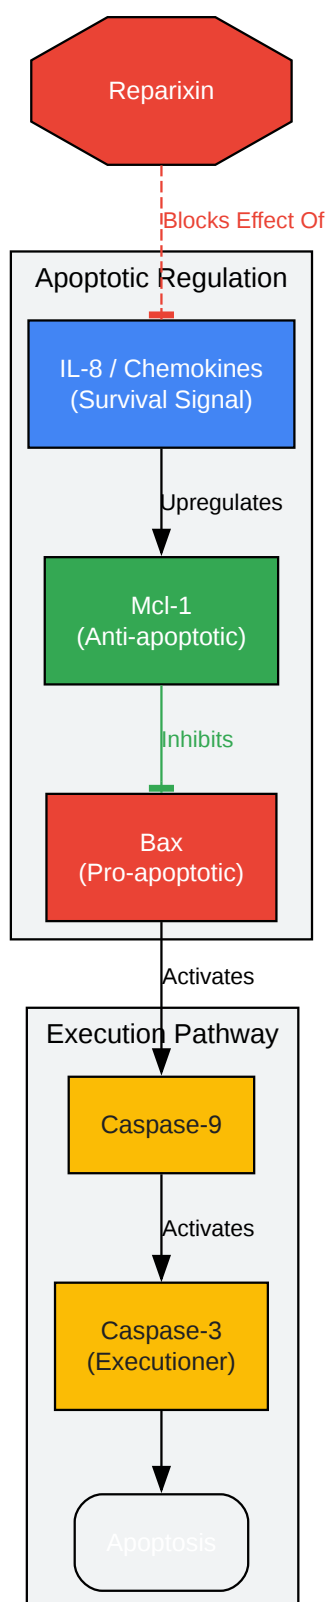 Reparixin
Blocks Effect Of
Apoptotic Regulation
IL-8 / Chemokines
(Survival Signal)
Upregulates
Mcl-1
(Anti-apoptotic)
Inhibits
Bax
(Pro-apoptotic)
Activates
Execution Pathway
Caspase-9
Activates
Caspase-3
(Executioner)
Apoptosis